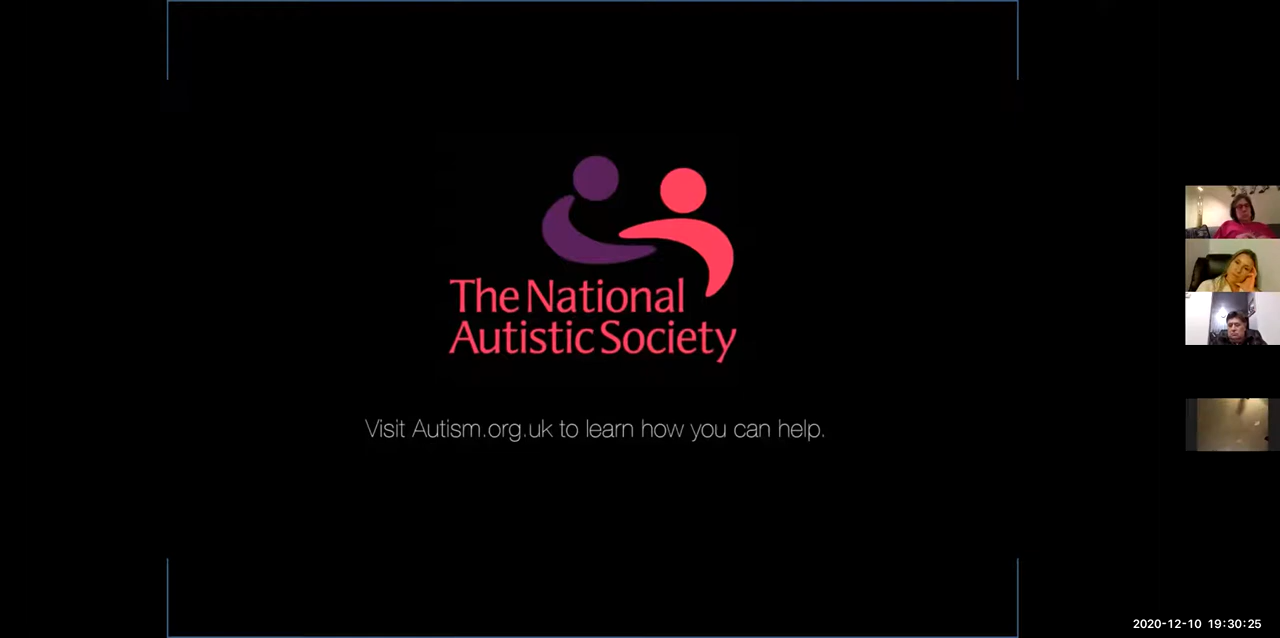 The National
Autistic Society
Visit Autism.org.uk to learn how you can help.
2020-12-10 19:30:25